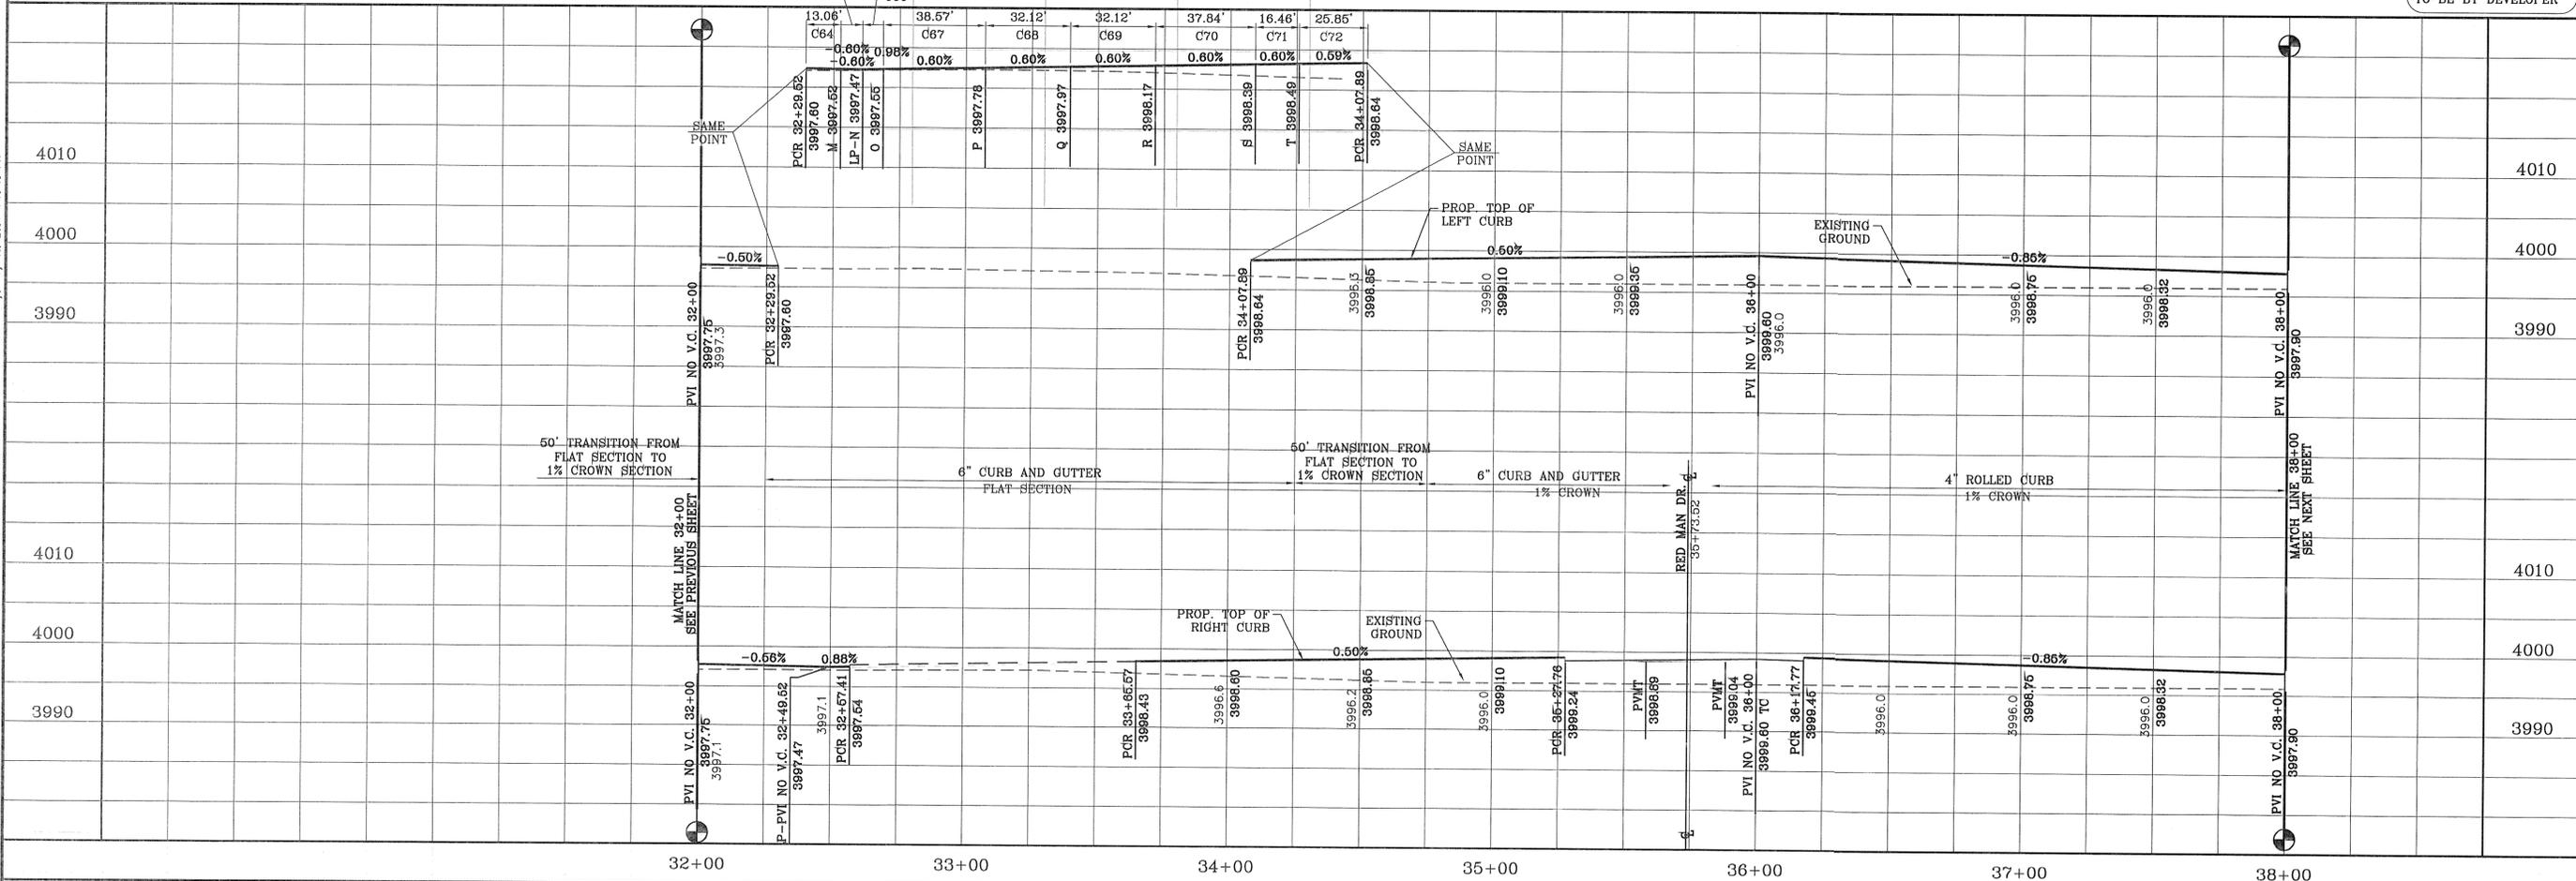 TO BE BY DEVELOPER
13.06' 38.57' 32.12' 32.12' 37.84' 16.46' 25.85'
C64 C67 C68 C69 C70 C71 C72
-0.60% 0.98%
-0.60% 0.60% 0.60% 0.60% 0.60% 0.60% 0.59%
PCR 32+29.52
3997.60
M 3997.52
LP-N 3997.47
O 3997.55
P 3997.78
Q 3997.97
R 3998.17
S 3998.39
T 3998.49
PCR 34+07.89
3998.64
SAME
POINT
SAME
POINT
4010 4010
4000 4000
3990 3990
PROP. TOP OF
LEFT CURB
EXISTING
GROUND
-0.50% 0.50% -0.85%
PVI NO V.C. 32+00
3997.75
3997.3
PCR 32+29.52
3997.60
PCR 34+07.89
3998.64
3996.3
3998.85
3996.0
3999.10
3996.0
3999.35
PVI NO V.C. 36+00
3999.60
3996.0
3996.0
3998.75
3996.0
3998.32
PVI NO V.C. 38+00
3997.90
50' TRANSITION FROM
FLAT SECTION TO
1% CROWN SECTION
6" CURB AND GUTTER
FLAT SECTION
50' TRANSITION FROM
FLAT SECTION TO
1% CROWN SECTION
6" CURB AND GUTTER
1% CROWN
4" ROLLED CURB
1% CROWN
MATCH LINE 32+00
SEE PREVIOUS SHEET
RED MAN DR. ℄
35+73.52
MATCH LINE 38+00
SEE NEXT SHEET
4010 4010
4000 4000
3990 3990
PROP. TOP OF
RIGHT CURB
EXISTING
GROUND
-0.56% 0.88% 0.50% -0.85%
PVI NO V.C. 32+00
3997.75
3997.1
P-PVI NO V.C. 32+49.52
3997.47
3997.1
PCR 32+57.41
3997.54
PCR 33+65.57
3998.43
3996.6
3998.60
3996.2
3998.85
3996.0
3999.10
PCR 35+27.76
3999.24
PVMT
3998.89
PVMT
3999.04
PVI NO V.C. 36+00
3999.60 TC
PCR 36+17.77
3999.45
3996.0
3996.0
3998.75
3996.0
3998.32
PVI NO V.C. 38+00
3997.90
℄
32+00 33+00 34+00 35+00 36+00 37+00 38+00